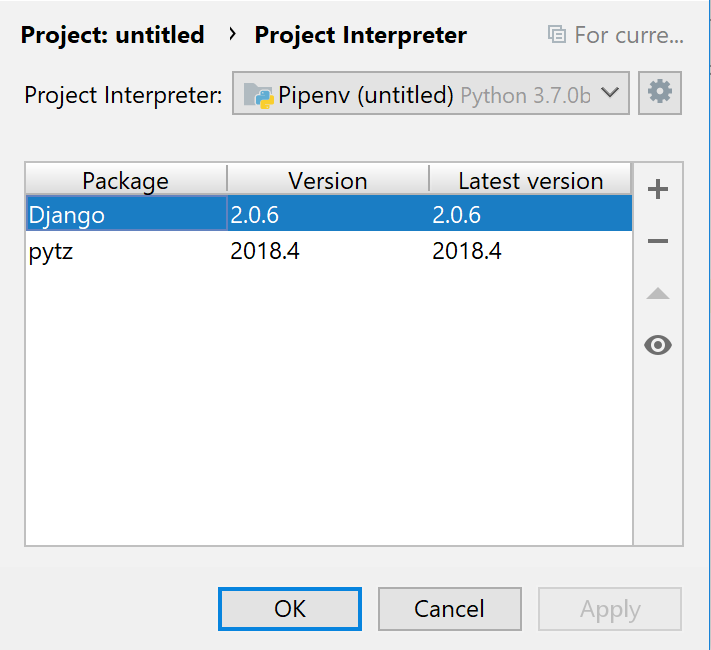 Project: untitled › Project Interpreter For curre...
Project Interpreter: Pipenv (untitled) Python 3.7.0b
Package Version Latest version
Django 2.0.6 2.0.6
pytz 2018.4 2018.4
OK Cancel Apply